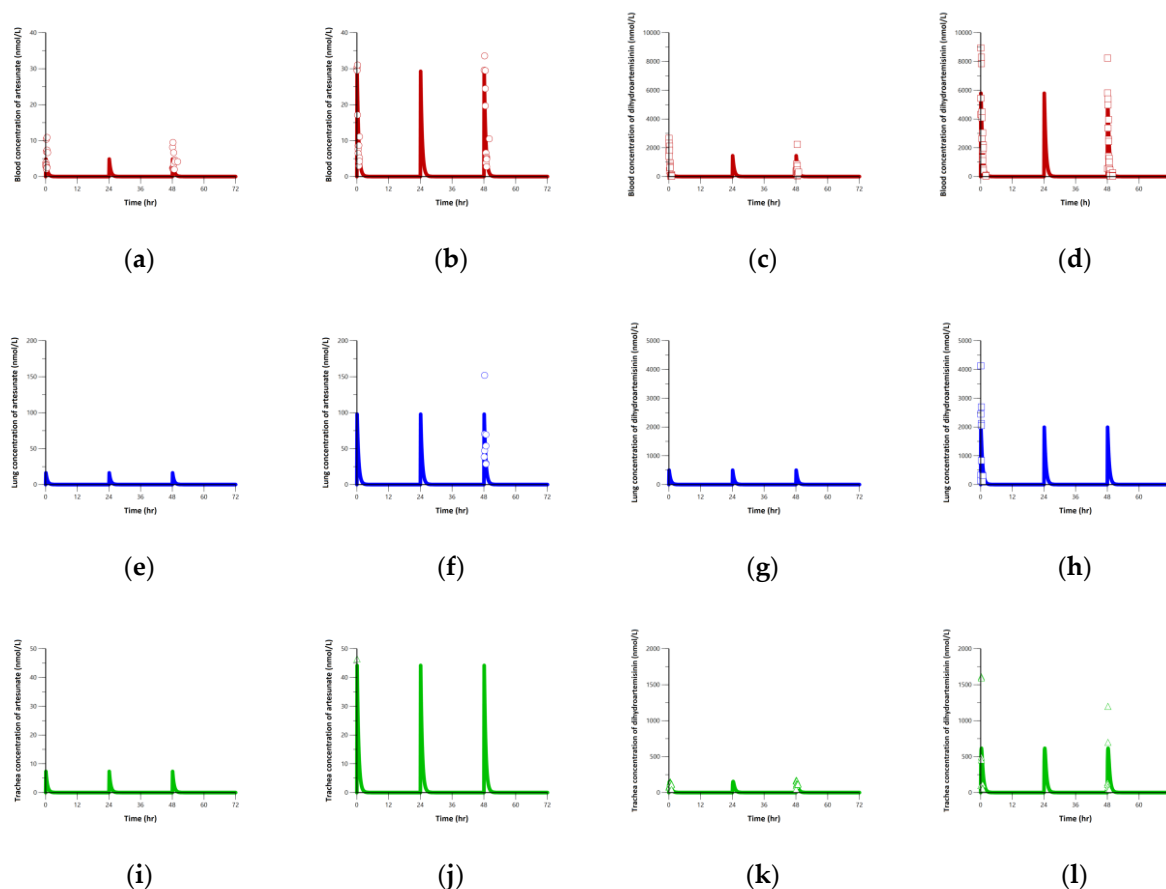 Blood concentration of artesunate (nmol/L)
40
30
20
10
0
0 12 24 36 48 60 72
Time (hr)
(a)
Blood concentration of artesunate (nmol/L)
40
30
20
10
0
0 12 24 36 48 60 72
Time (hr)
(b)
Blood concentration of dihydroartemisinin (nmol/L)
10000
8000
6000
4000
2000
0
0 12 24 36 48 60 72
Time (hr)
(c)
Blood concentration of dihydroartemisinin (nmol/L)
10000
8000
6000
4000
2000
0
0 12 24 36 48 60
Time (h)
(d)
Lung concentration of artesunate (nmol/L)
200
150
100
50
0
0 12 24 36 48 60 72
Time (hr)
(e)
Lung concentration of artesunate (nmol/L)
200
150
100
50
0
0 12 24 36 48 60 72
Time (hr)
(f)
Lung concentration of dihydroartemisinin (nmol/L)
5000
4000
3000
2000
1000
0
0 12 24 36 48 60 72
Time (hr)
(g)
Lung concentration of dihydroartemisinin (nmol/L)
5000
4000
3000
2000
1000
0
0 12 24 36 48 60
Time (hr)
(h)
Trachea concentration of artesunate (nmol/L)
50
40
30
20
10
0
0 12 24 36 48 60 72
Time (hr)
(i)
Trachea concentration of artesunate (nmol/L)
50
40
30
20
10
0
0 12 24 36 48 60 72
Time (hr)
(j)
Trachea concentration of dihydroartemisinin (nmol/L)
2000
1500
1000
500
0
0 12 24 36 48 60 72
Time (hr)
(k)
Trachea concentration of dihydroartemisinin (nmol/L)
2000
1500
1000
500
0
0 12 24 36 48 60
Time (hr)
(l)